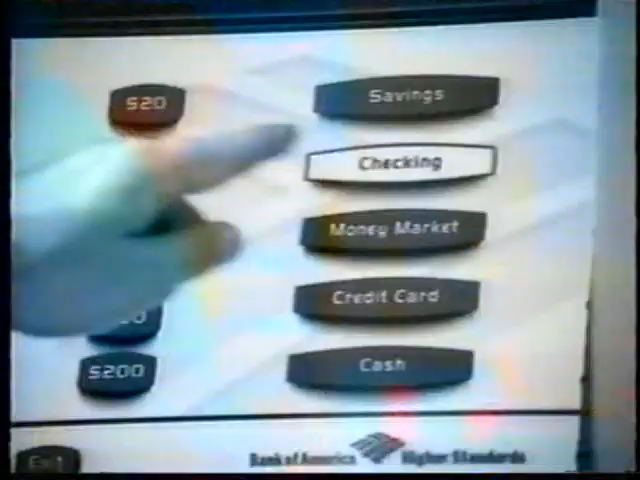 $20
Savings
Checking
Money Market
Credit Card
$200
Cash
Exit
Bank of America Higher Standards